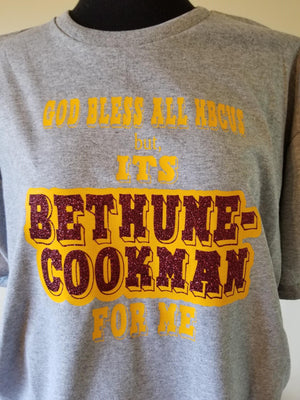 GOD BLESS ALL HBCUS
but,
ITS
BETHUNE-
COOKMAN
FOR ME